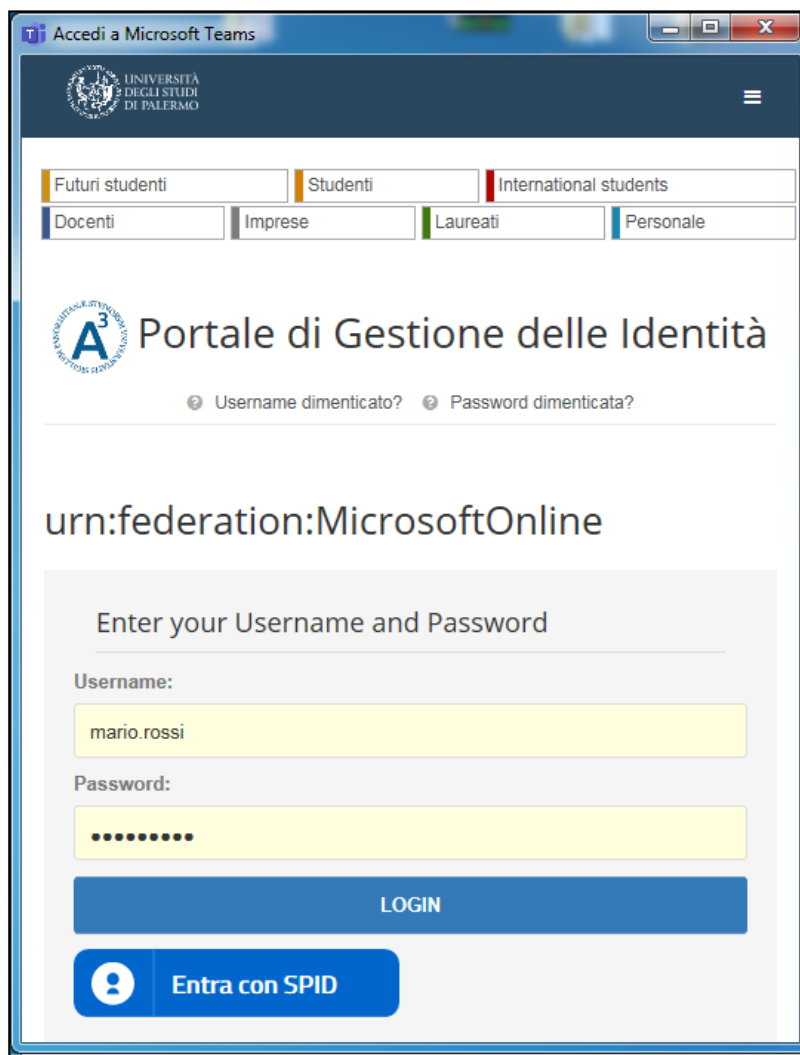 Accedi a Microsoft Teams
UNIVERSITÀ
DEGLI STUDI
DI PALERMO
Futuri studenti Studenti International students
Docenti Imprese Laureati Personale
A3 Portale di Gestione delle Identità
Username dimenticato? Password dimenticata?
urn:federation:MicrosoftOnline
Enter your Username and Password
Username:
mario.rossi
Password:
•••••••••
LOGIN
Entra con SPID